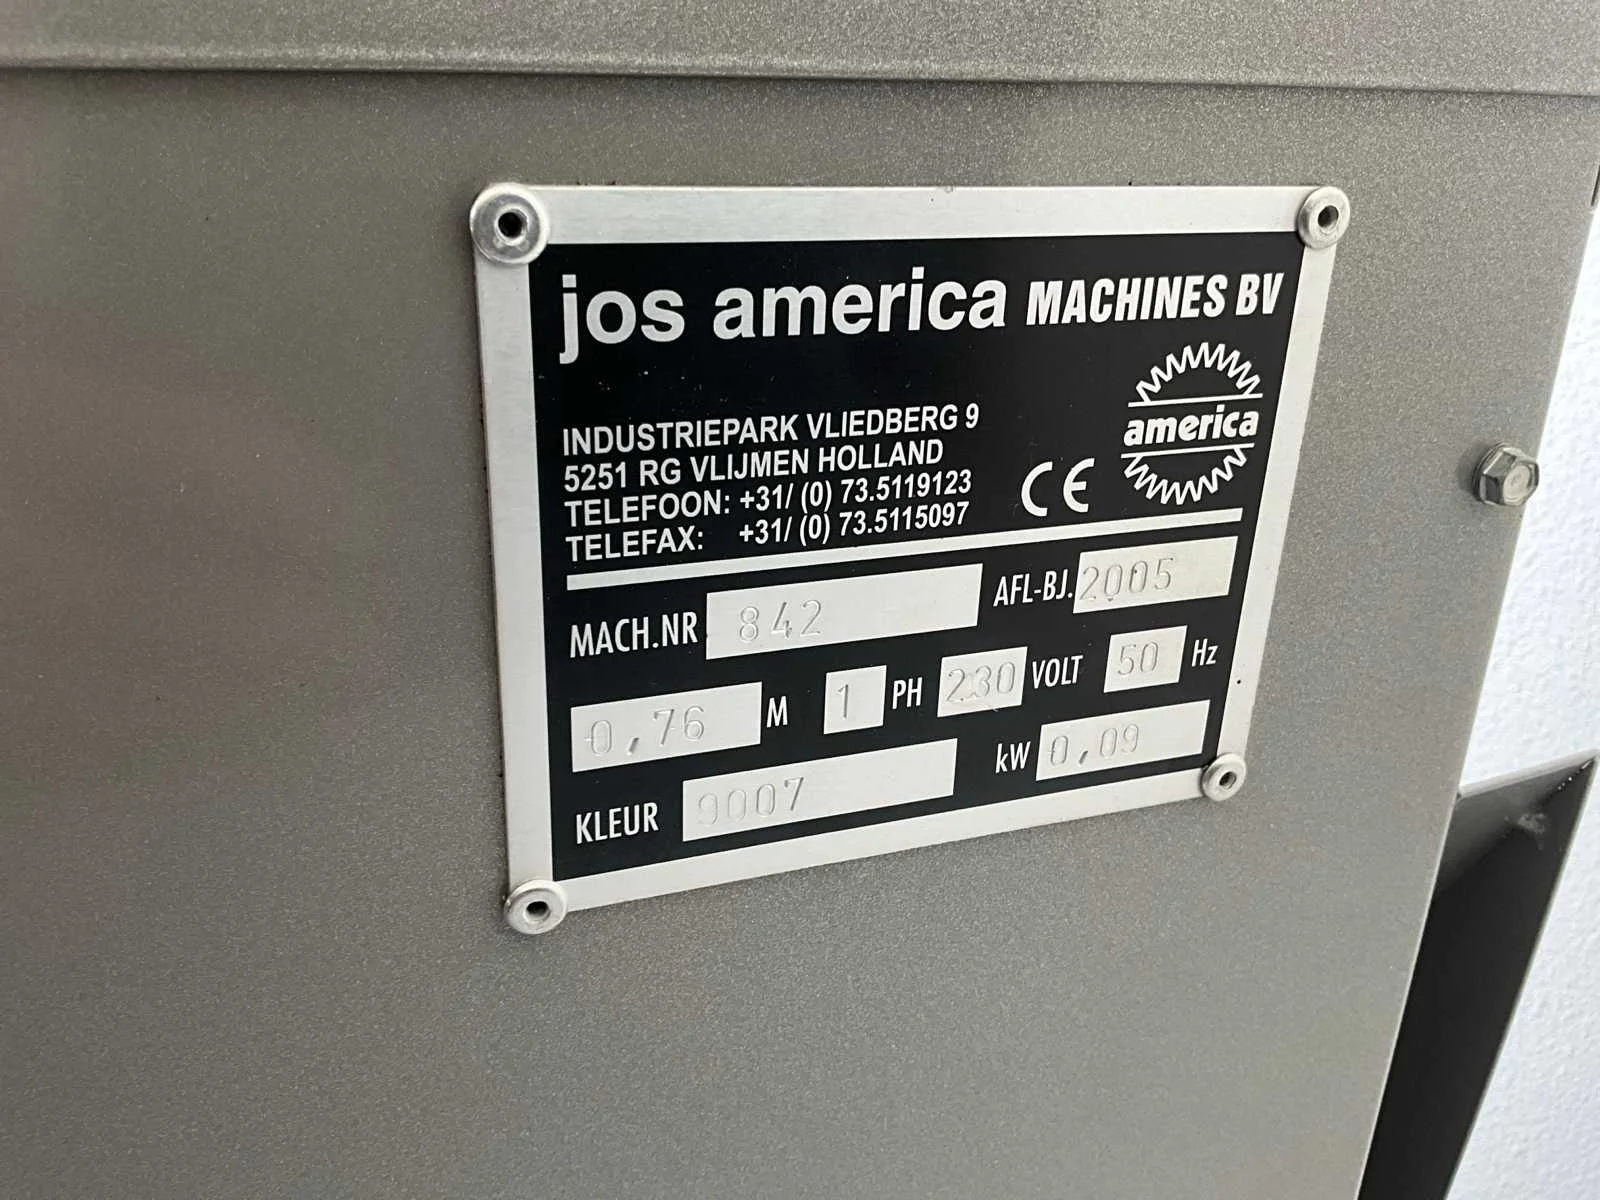 jos america MACHINES BV
america
INDUSTRIEPARK VLIEDBERG 9
5251 RG VLIJMEN HOLLAND
TELEFOON: +31/ (0) 73.5119123
TELEFAX: +31/ (0) 73.5115097
CE
MACH.NR 842 AFL-BJ. 2005
0,76 M 1 PH 230 VOLT 50 Hz
KLEUR 9007 kW 0,09